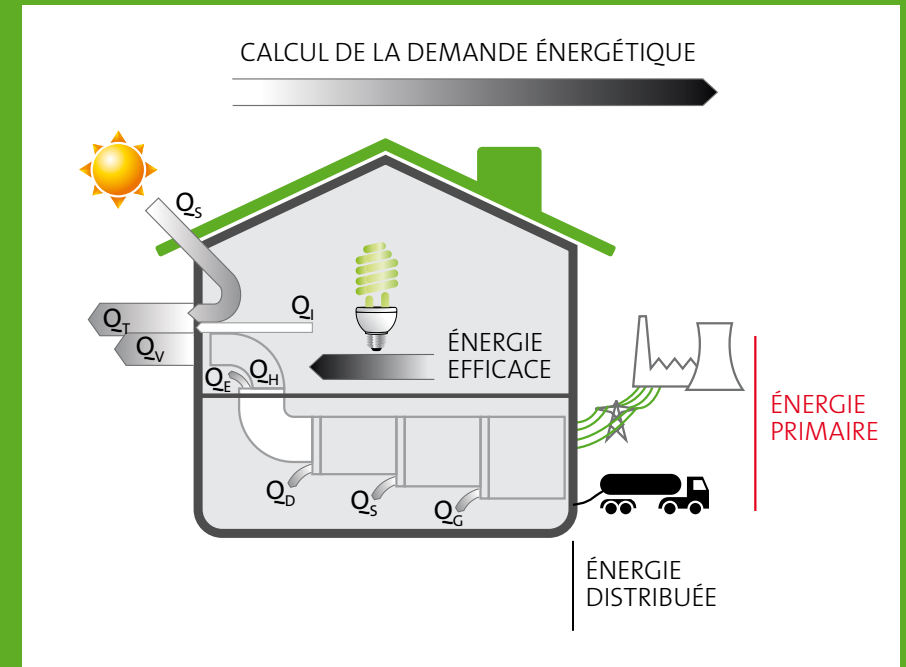 CALCUL DE LA DEMANDE ÉNERGÉTIQUE
QS
QI
QT
QV
ÉNERGIE
EFFICACE
QE
QH
ÉNERGIE
PRIMAIRE
QD
QS
QG
ÉNERGIE
DISTRIBUÉE